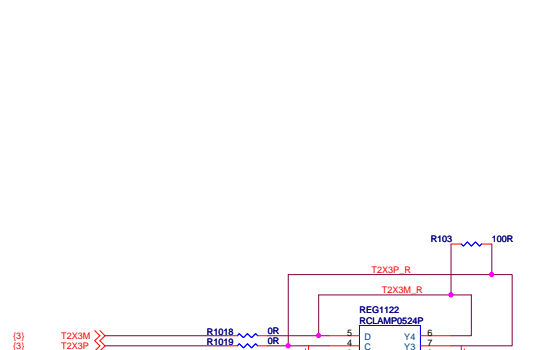 R103 100R
T2X3P_R
T2X3M_R
REG1122
RCLAMP0524P
{3} T2X3M R1018 0R 5 D Y4 6
{3} T2X3P R1019 0R 4 C Y3 7